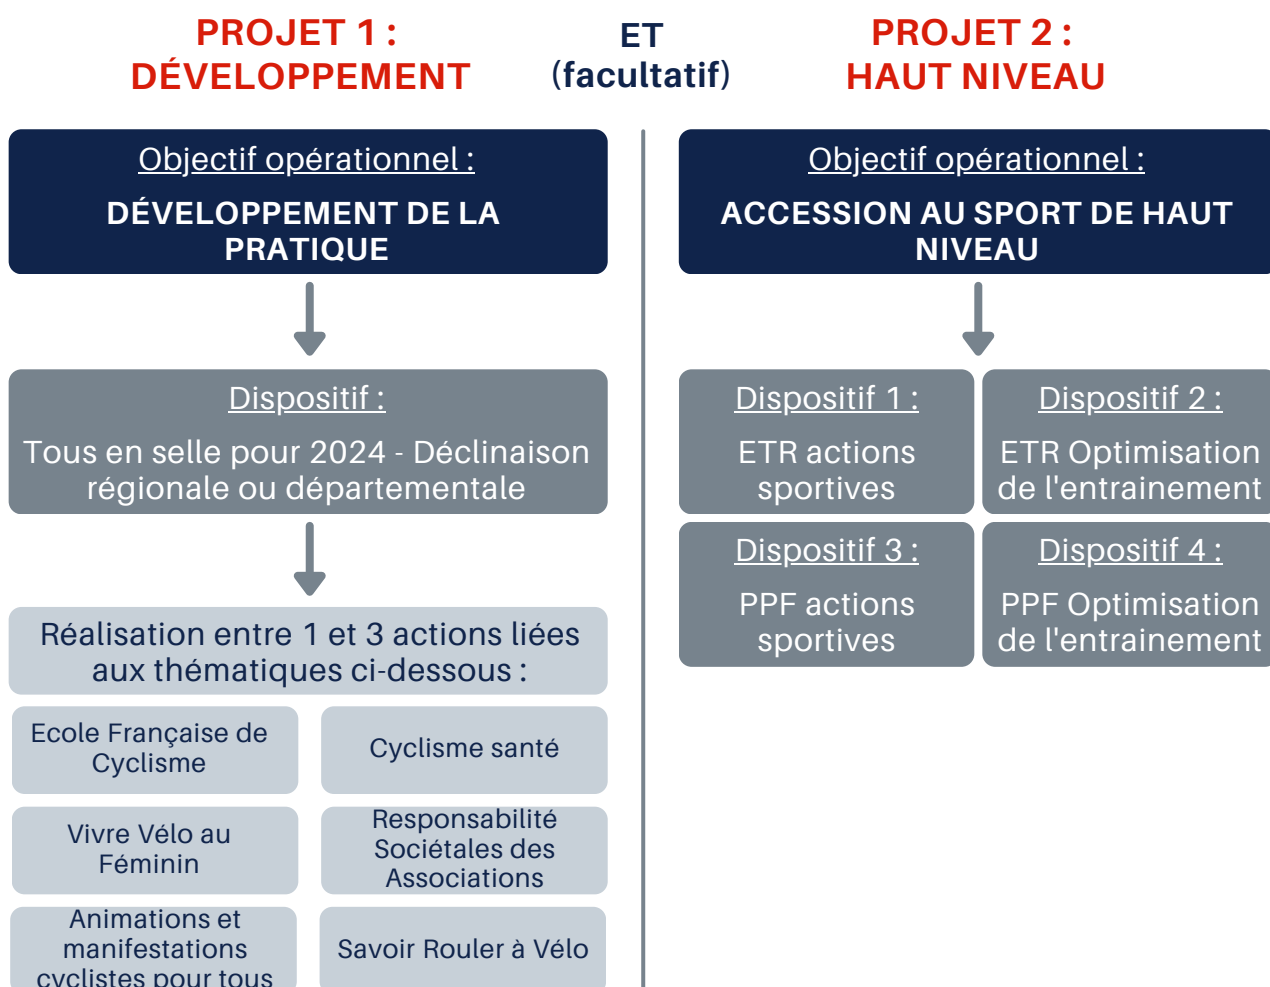 PROJET 1 :
DÉVELOPPEMENT
ET
(facultatif)
PROJET 2 :
HAUT NIVEAU
Objectif opérationnel :
DÉVELOPPEMENT DE LA
PRATIQUE
Dispositif :
Tous en selle pour 2024 - Déclinaison
régionale ou départementale
Réalisation entre 1 et 3 actions liées
aux thématiques ci-dessous :
Ecole Française de
Cyclisme
Cyclisme santé
Vivre Vélo au
Féminin
Responsabilité
Sociétales des
Associations
Animations et
manifestations
cyclistes pour tous
Savoir Rouler à Vélo
Objectif opérationnel :
ACCESSION AU SPORT DE HAUT
NIVEAU
Dispositif 1 :
ETR actions
sportives
Dispositif 2 :
ETR Optimisation
de l'entrainement
Dispositif 3 :
PPF actions
sportives
Dispositif 4 :
PPF Optimisation
de l'entrainement